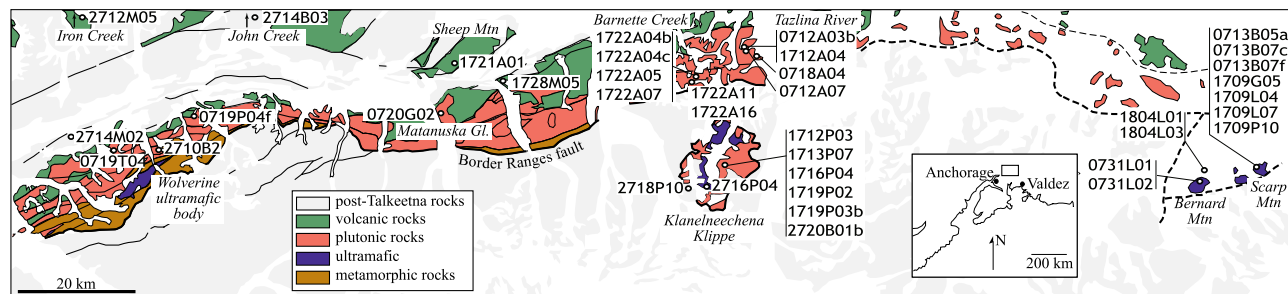 2712M05
Iron Creek
2714B03
John Creek
Sheep Mtn
1721A01
1728M05
0720G02
Matanuska Gl.
0719P04f
2714M02
2710B2
0719T04
Wolverine
ultramafic
body
Border Ranges fault
Barnette Creek
1722A04b
1722A04c
1722A05
1722A07
1722A11
1722A16
Tazlina River
0712A03b
1712A04
0718A04
0712A07
1712P03
1713P07
1716P04
1719P02
1719P03b
2720B01b
2718P10
2716P04
Klanelneechena
Klippe
0713B05a
0713B07c
0713B07f
1709G05
1709L04
1709L07
1709P10
1804L01
1804L03
0731L01
0731L02
Bernard
Mtn
Scarp
Mtn
post-Talkeetna rocks
volcanic rocks
plutonic rocks
ultramafic
metamorphic rocks
20 km
Anchorage
Valdez
N
200 km